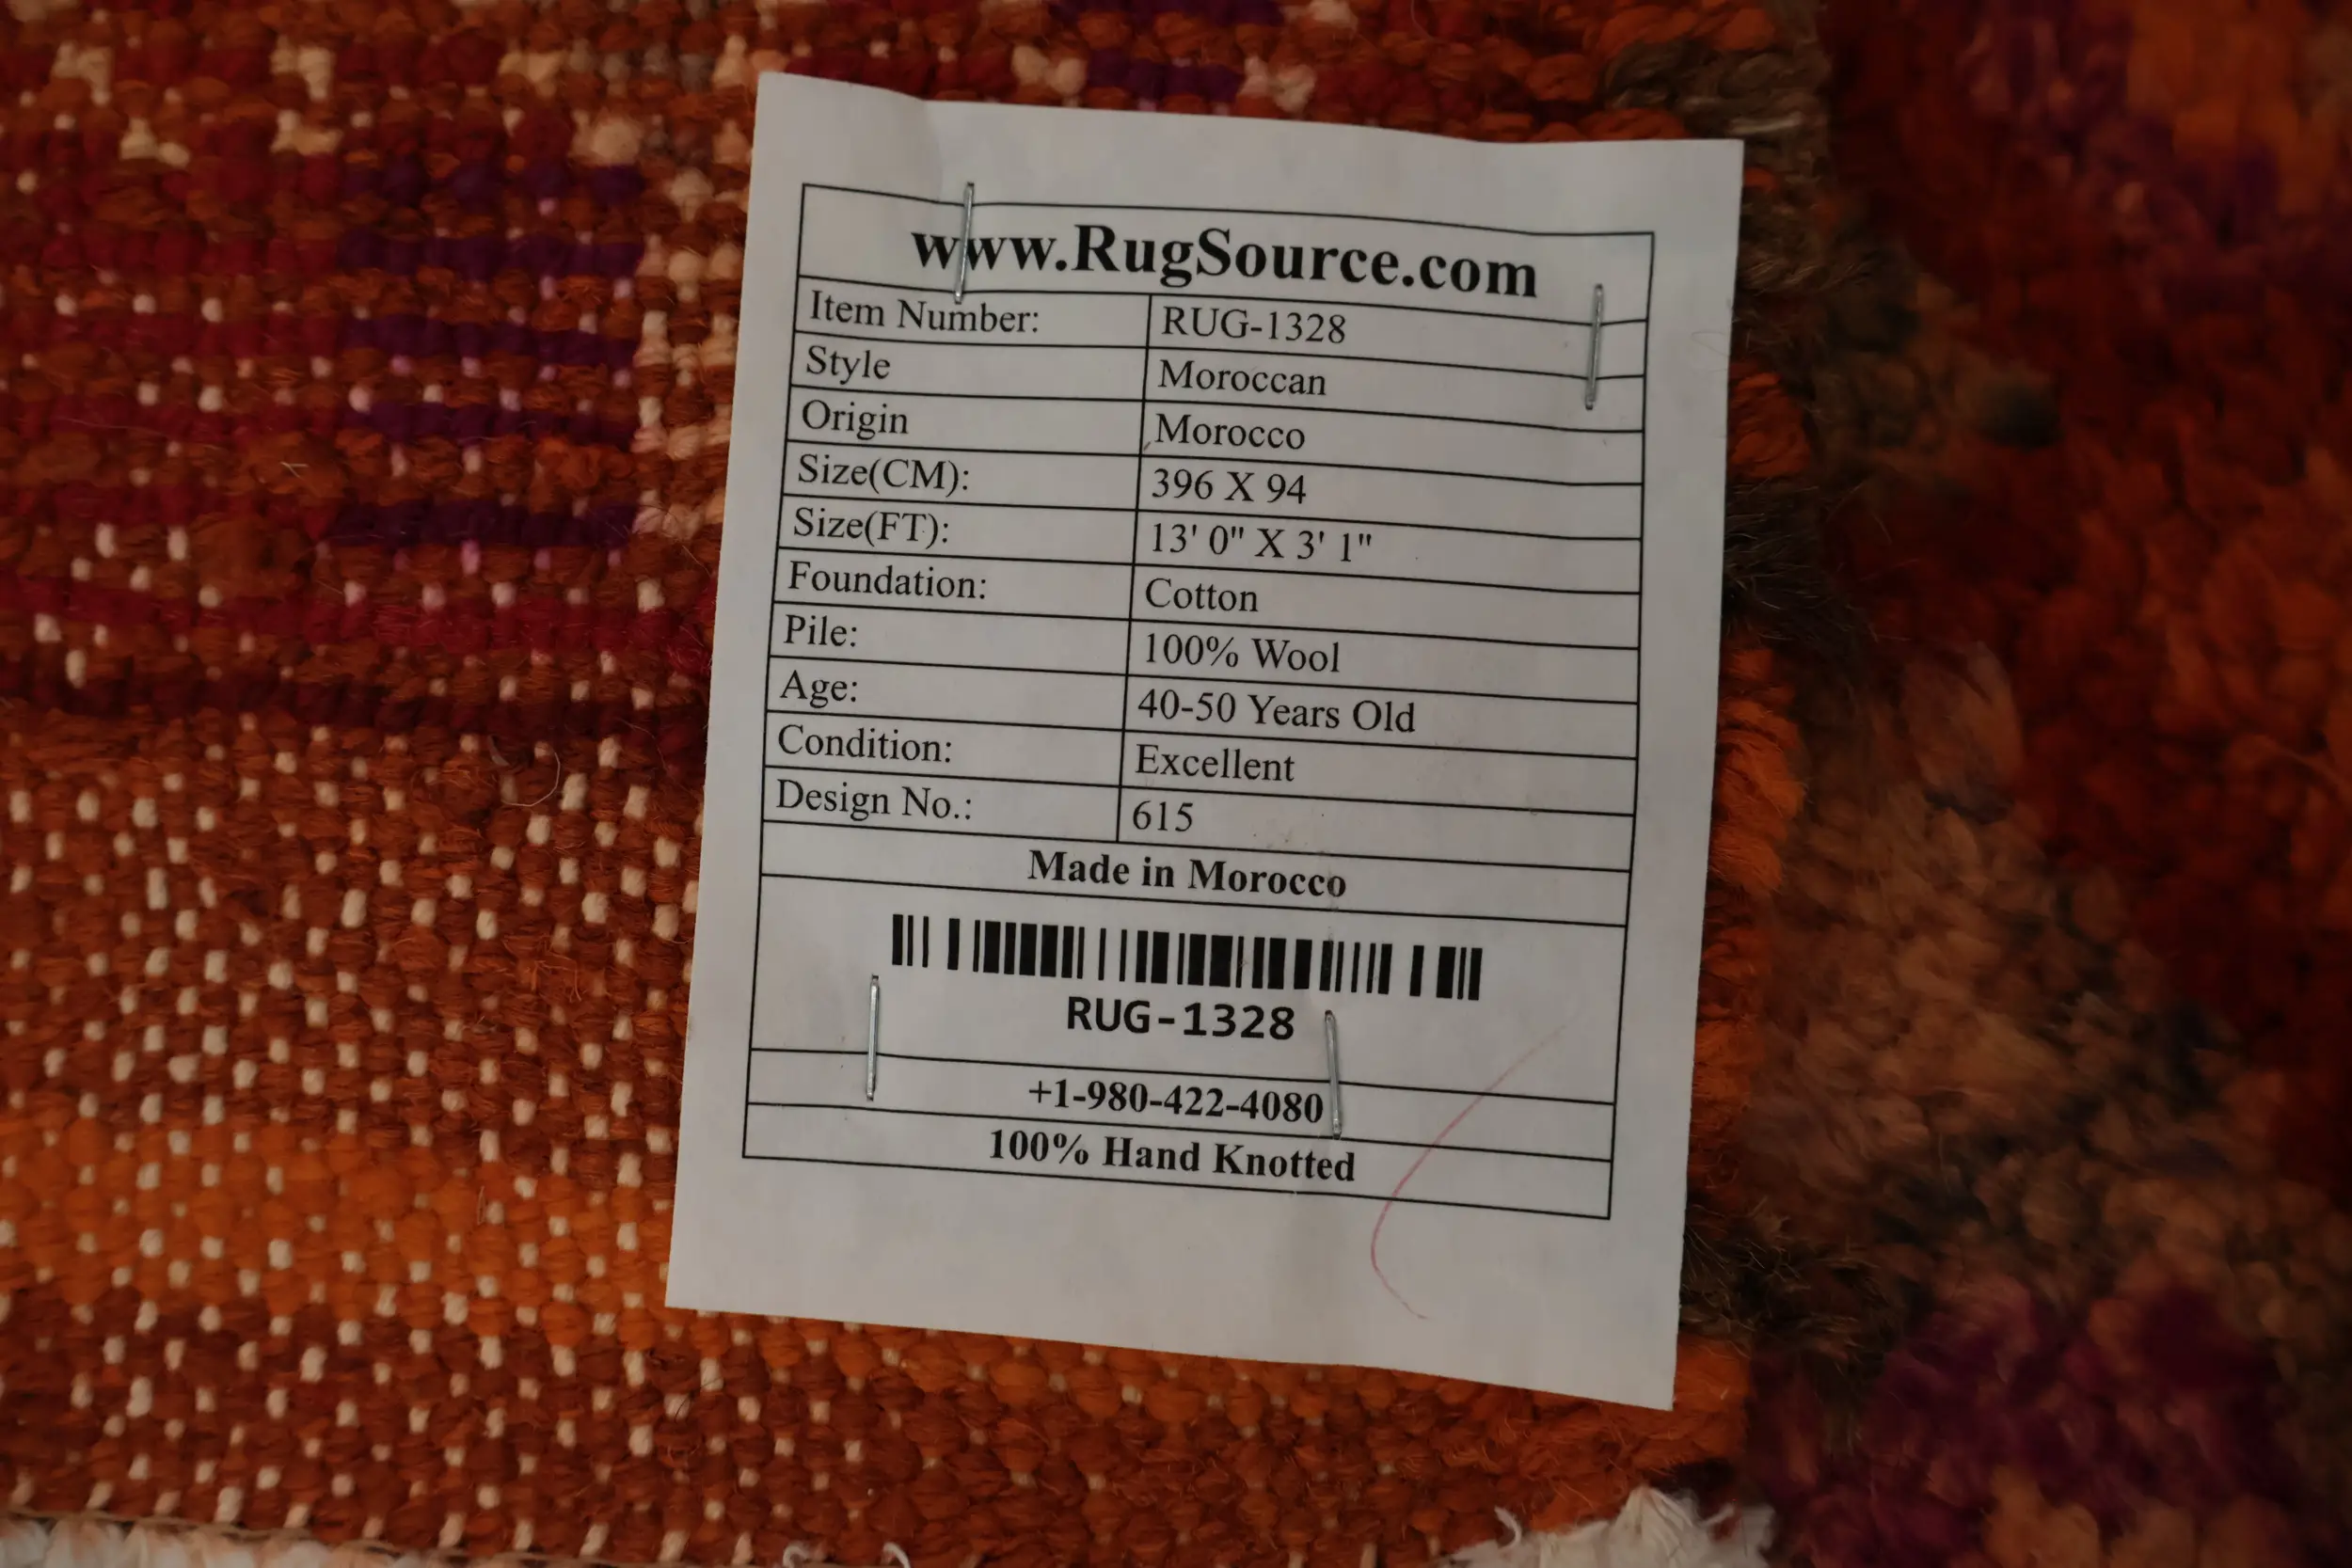 www.RugSource.com
Item Number: RUG-1328
Style Moroccan
Origin Morocco
Size(CM): 396 X 94
Size(FT): 13' 0" X 3' 1"
Foundation: Cotton
Pile: 100% Wool
Age: 40-50 Years Old
Condition: Excellent
Design No.: 615
Made in Morocco
RUG-1328
+1-980-422-4080
100% Hand Knotted